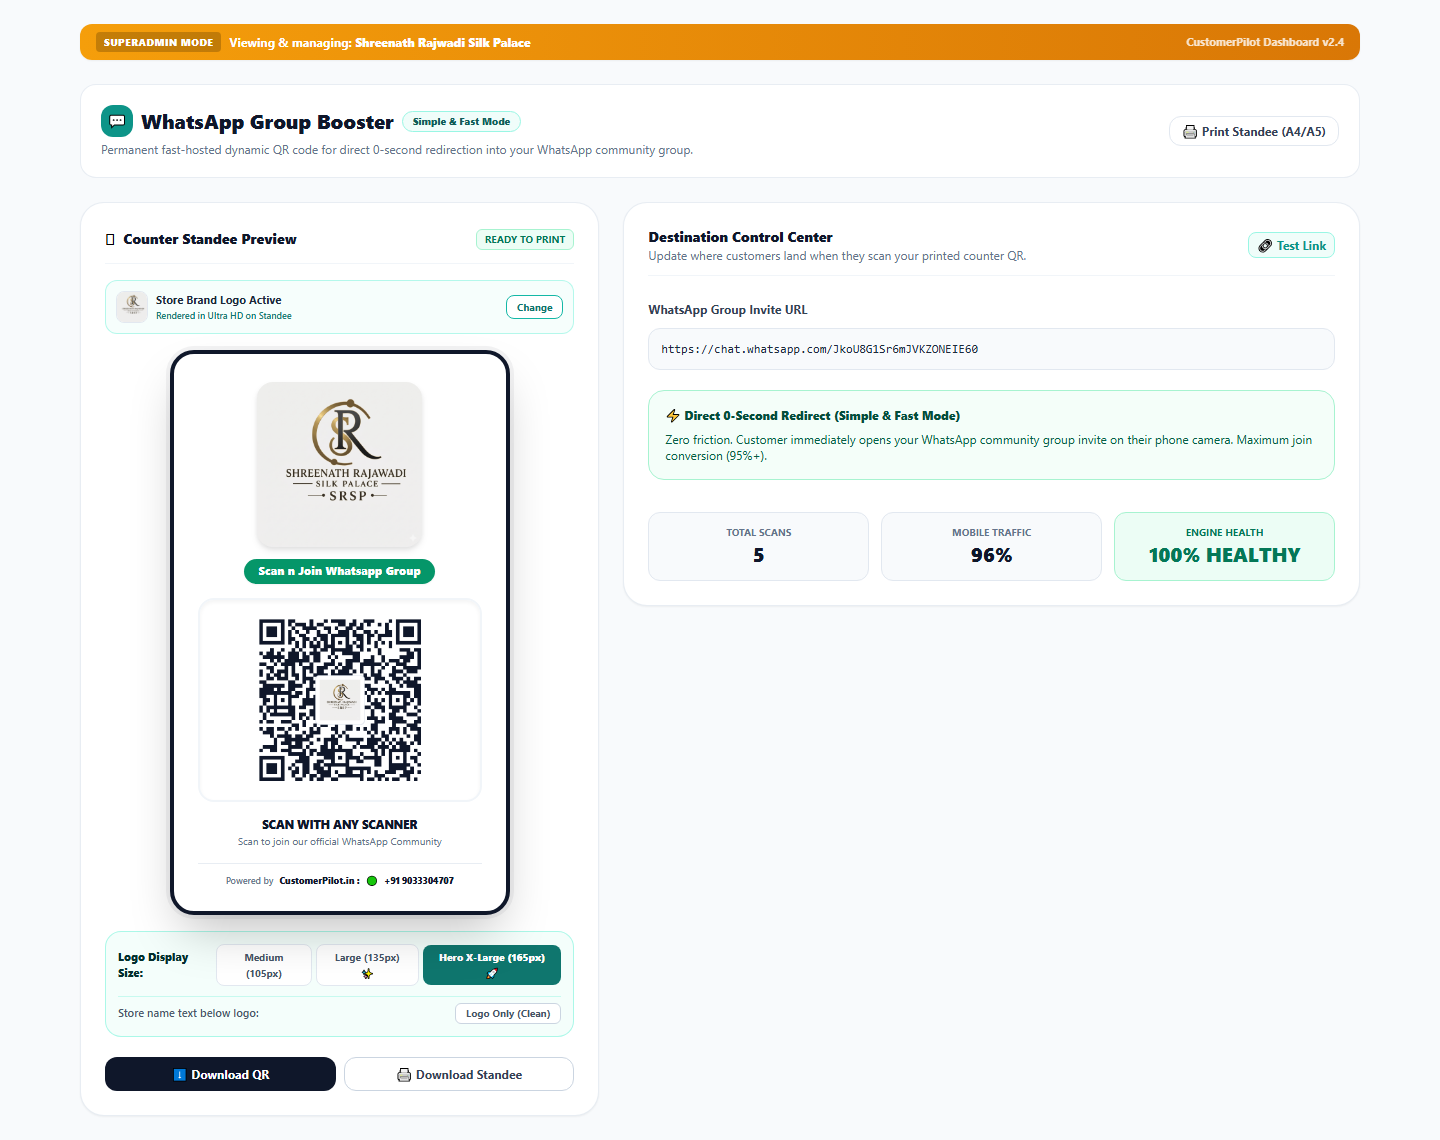 SUPERADMIN MODE Viewing & managing: Shreenath Rajwadi Silk Palace
CustomerPilot Dashboard v2.4
WhatsApp Group Booster
Simple & Fast Mode
Permanent fast-hosted dynamic QR code for direct 0-second redirection into your WhatsApp community group.
Print Standee (A4/A5)
Counter Standee Preview
READY TO PRINT
Store Brand Logo Active
Rendered in Ultra HD on Standee
Change
SR
SHREENATH RAJAWADI
SILK PALACE
SRSP
Scan n Join Whatsapp Group
SCAN WITH ANY SCANNER
Scan to join our official WhatsApp Community
Powered by CustomerPilot.in : +91 9033304707
Logo Display
Size:
Medium
(105px)
Large (135px)
Hero X-Large (165px)
Store name text below logo:
Logo Only (Clean)
Download QR
Download Standee
Destination Control Center
Update where customers land when they scan your printed counter QR.
Test Link
WhatsApp Group Invite URL
https://chat.whatsapp.com/JkoU8G1Sr6mJVKZONEIE60
Direct 0-Second Redirect (Simple & Fast Mode)
Zero friction. Customer immediately opens your WhatsApp community group invite on their phone camera. Maximum join
conversion (95%+).
TOTAL SCANS
5
MOBILE TRAFFIC
96%
ENGINE HEALTH
100% HEALTHY